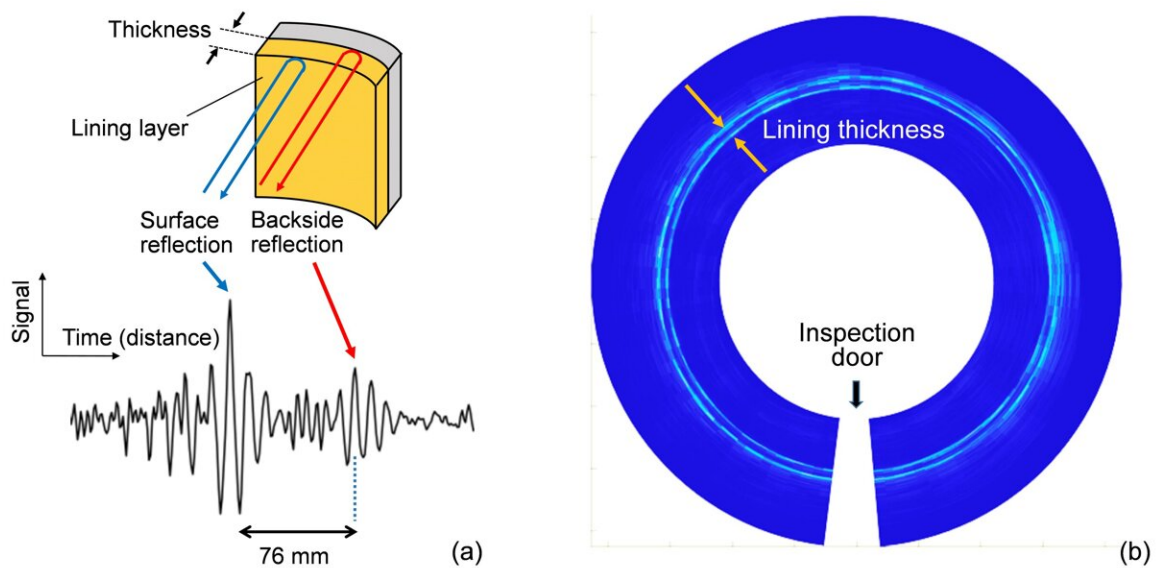 Thickness
Lining layer
Surface
reflection
Backside
reflection
Signal
Time (distance)
76 mm
(a)
Lining thickness
Inspection
door
(b)